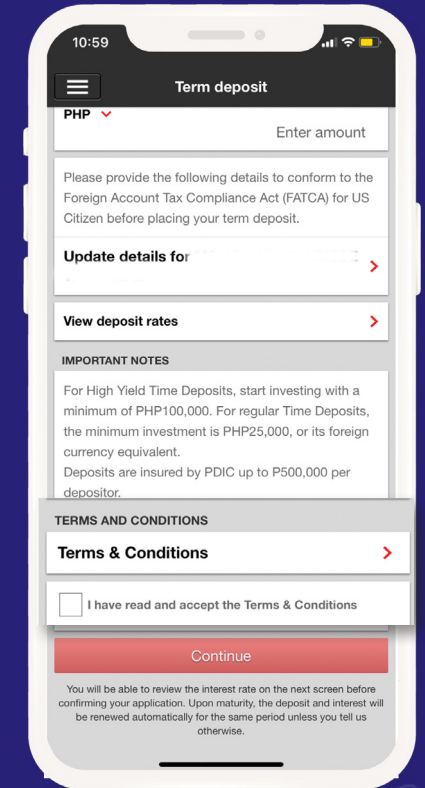 10:59
Term deposit
PHP
Enter amount
Please provide the following details to conform to the
Foreign Account Tax Compliance Act (FATCA) for US
Citizen before placing your term deposit.
Update details for
View deposit rates
IMPORTANT NOTES
For High Yield Time Deposits, start investing with a
minimum of PHP100,000. For regular Time Deposits,
the minimum investment is PHP25,000, or its foreign
currency equivalent.
Deposits are insured by PDIC up to P500,000 per
depositor.
TERMS AND CONDITIONS
Terms & Conditions
I have read and accept the Terms & Conditions
Continue
You will be able to review the interest rate on the next screen before
confirming your application. Upon maturity, the deposit and interest will
be renewed automatically for the same period unless you tell us
otherwise.